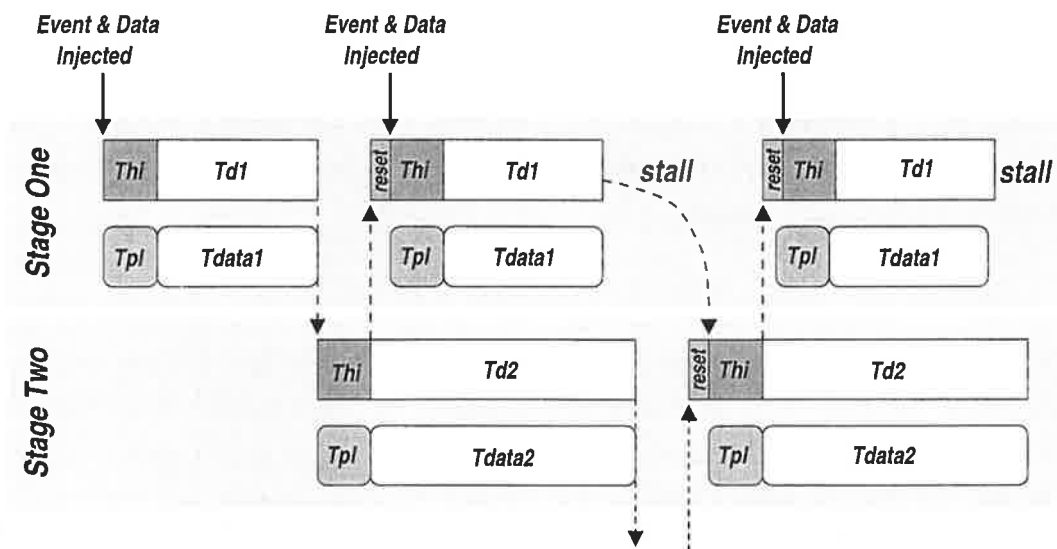 Event & Data
Injected
Event & Data
Injected
Event & Data
Injected
Stage One
Thi
Td1
reset
Thi
Td1
stall
reset
Thi
Td1
stall
Tpl
Tdata1
Tpl
Tdata1
Tpl
Tdata1
Stage Two
Thi
Td2
reset
Thi
Td2
Tpl
Tdata2
Tpl
Tdata2